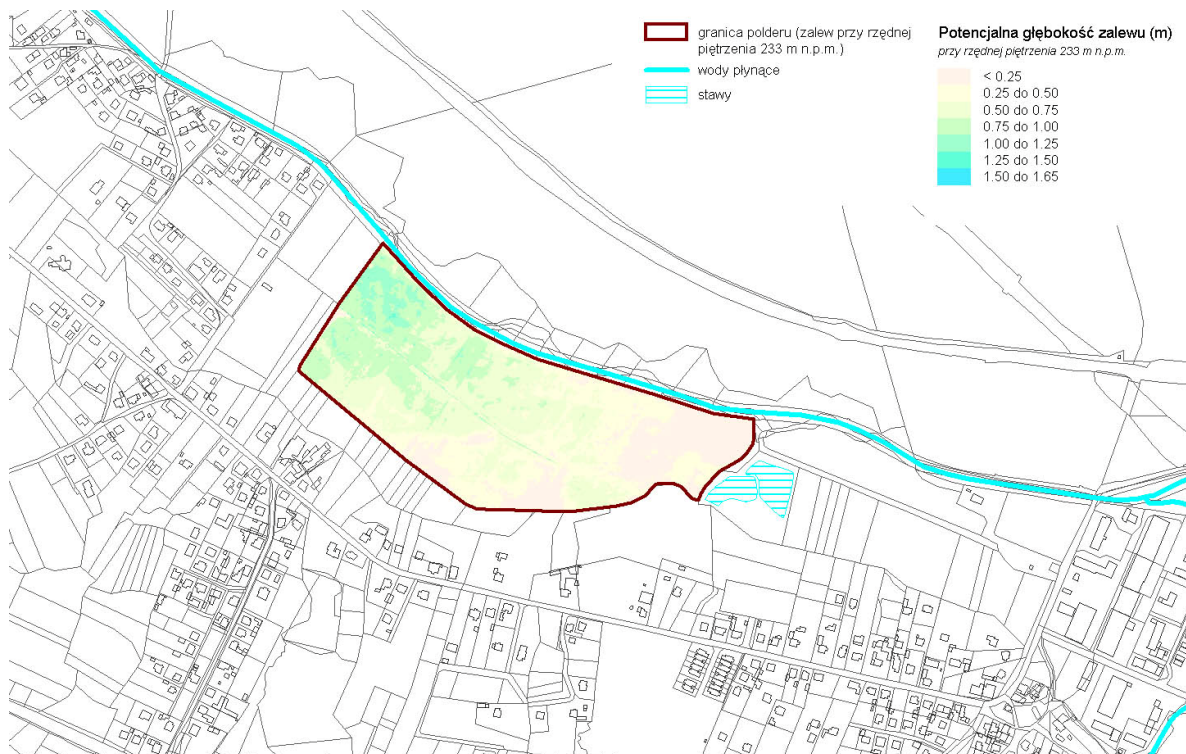 granica polderu (zalew przy rzędnej
piętrzenia 233 m n.p.m.)
wody płynące
stawy
Potencjalna głębokość zalewu (m)
przy rzędnej piętrzenia 233 m n.p.m.
< 0.25
0.25 do 0.50
0.50 do 0.75
0.75 do 1.00
1.00 do 1.25
1.25 do 1.50
1.50 do 1.65